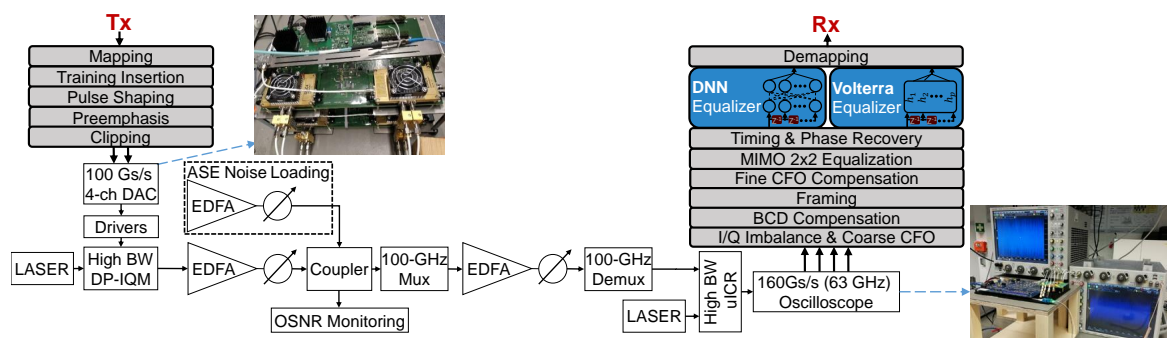 Tx
Mapping
Training Insertion
Pulse Shaping
Preemphasis
Clipping
100 Gs/s
4-ch DAC
Drivers
LASER
High BW
DP-IQM
EDFA
ASE Noise Loading
EDFA
Coupler
OSNR Monitoring
100-GHz
Mux
EDFA
100-GHz
Demux
LASER
High BW
uICR
160Gs/s (63 GHz)
Oscilloscope
Rx
Demapping
DNN
Equalizer
Volterra
Equalizer
h1 h2 ••• hp
Timing & Phase Recovery
MIMO 2x2 Equalization
Fine CFO Compensation
Framing
BCD Compensation
I/Q Imbalance & Coarse CFO